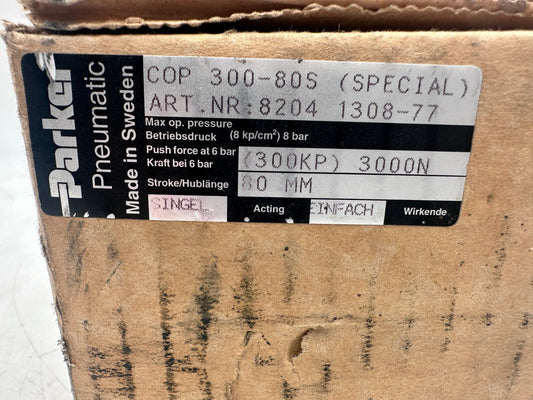 Parker
Pneumatic
Made in Sweden
COP 300-80S (SPECIAL)
ART.NR:8204 1308-77
Max op. pressure
Betriebsdruck (8 kp/cm²) 8 bar
Push force at 6 bar
Kraft bei 6 bar (300KP) 3000N
Stroke/Hublänge 80 MM
SINGEL Acting EINFACH Wirkende